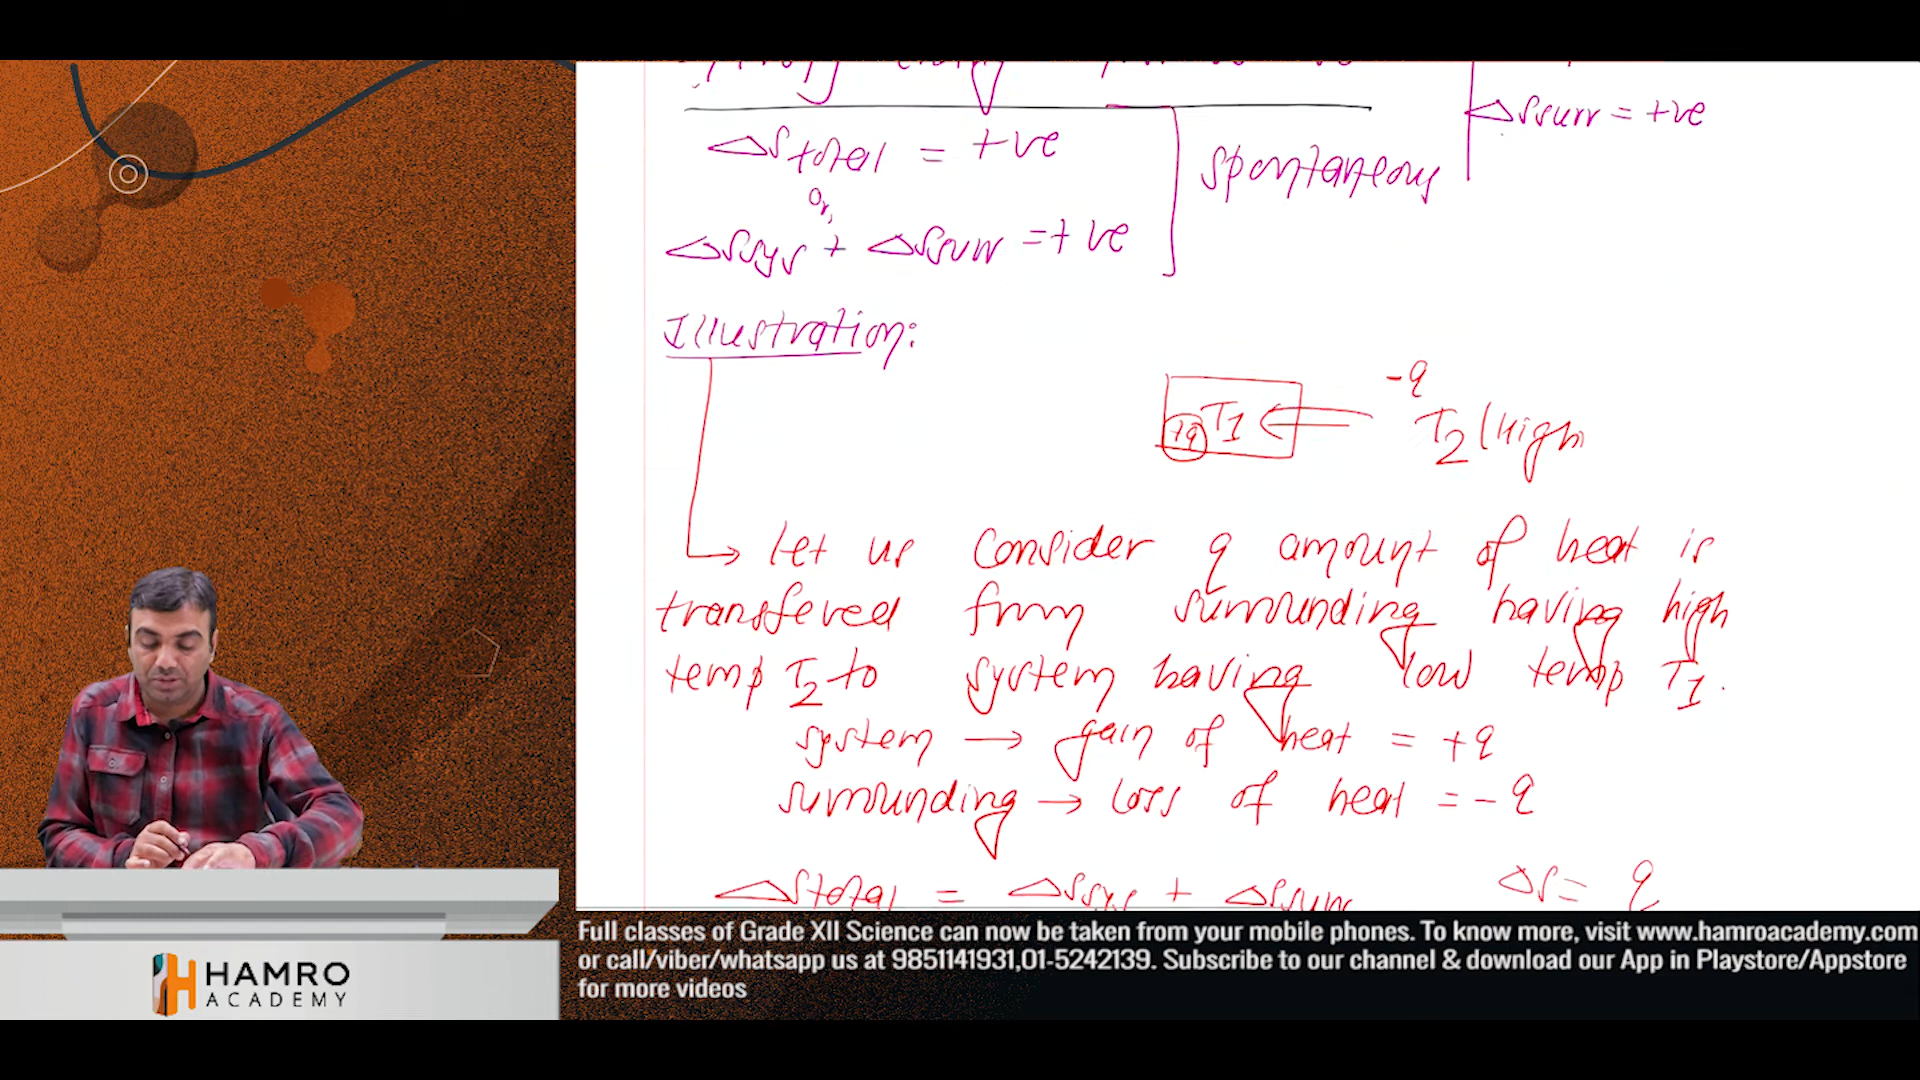 ΔSsurr = +ve
ΔStotal = +ve
Or,
ΔSsys + ΔSsurr = +ve
Spontaneous
Illustration:
-q
+q T1
T2 (high
Let us consider q amount of heat is
transfered from surrounding having high
temp T2 to system having low temp T1.
system → gain of heat = +q
surrounding → loss of heat = -q
ΔStotal = ΔSsys + ΔSsurr
ΔS = q
HAMRO
ACADEMY
Full classes of Grade XII Science can now be taken from your mobile phones. To know more, visit www.hamroacademy.com
or call/viber/whatsapp us at 9851141931,01-5242139. Subscribe to our channel & download our App in Playstore/Appstore
for more videos